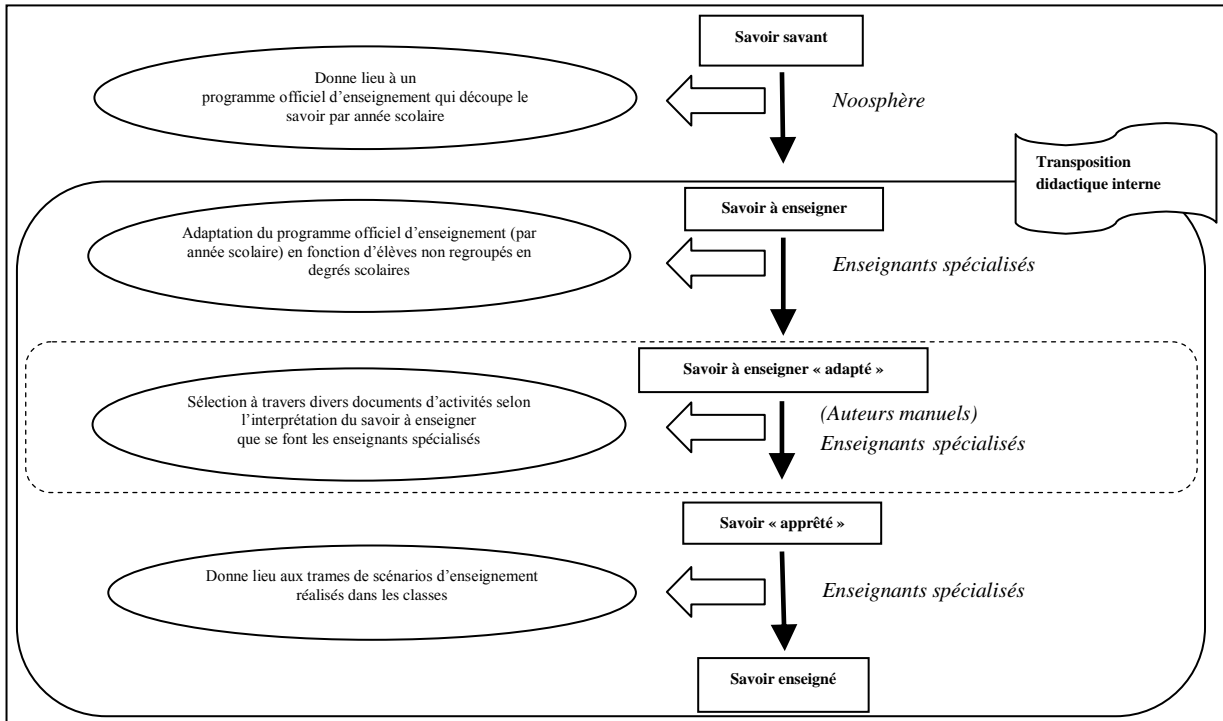 Savoir savant
Donne lieu à un
programme officiel d'enseignement qui découpe le
savoir par année scolaire
Noosphère
Transposition
didactique interne
Savoir à enseigner
Adaptation du programme officiel d'enseignement (par
année scolaire) en fonction d'élèves non regroupés en
degrés scolaires
Enseignants spécialisés
Savoir à enseigner « adapté »
Sélection à travers divers documents d'activités selon
l'interprétation du savoir à enseigner
que se font les enseignants spécialisés
(Auteurs manuels)
Enseignants spécialisés
Savoir « apprêté »
Donne lieu aux trames de scénarios d'enseignement
réalisés dans les classes
Enseignants spécialisés
Savoir enseigné